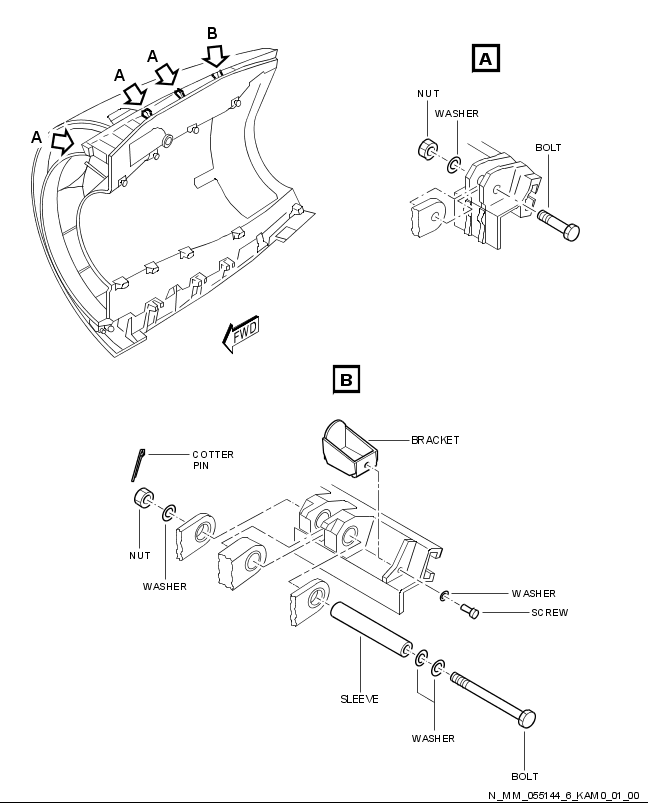 B
A
A
A
FWD
A
NUT
WASHER
BOLT
B
BRACKET
COTTER
PIN
NUT
WASHER
WASHER
SCREW
SLEEVE
WASHER
BOLT
N_MM_055144_6_KAM0_01_00